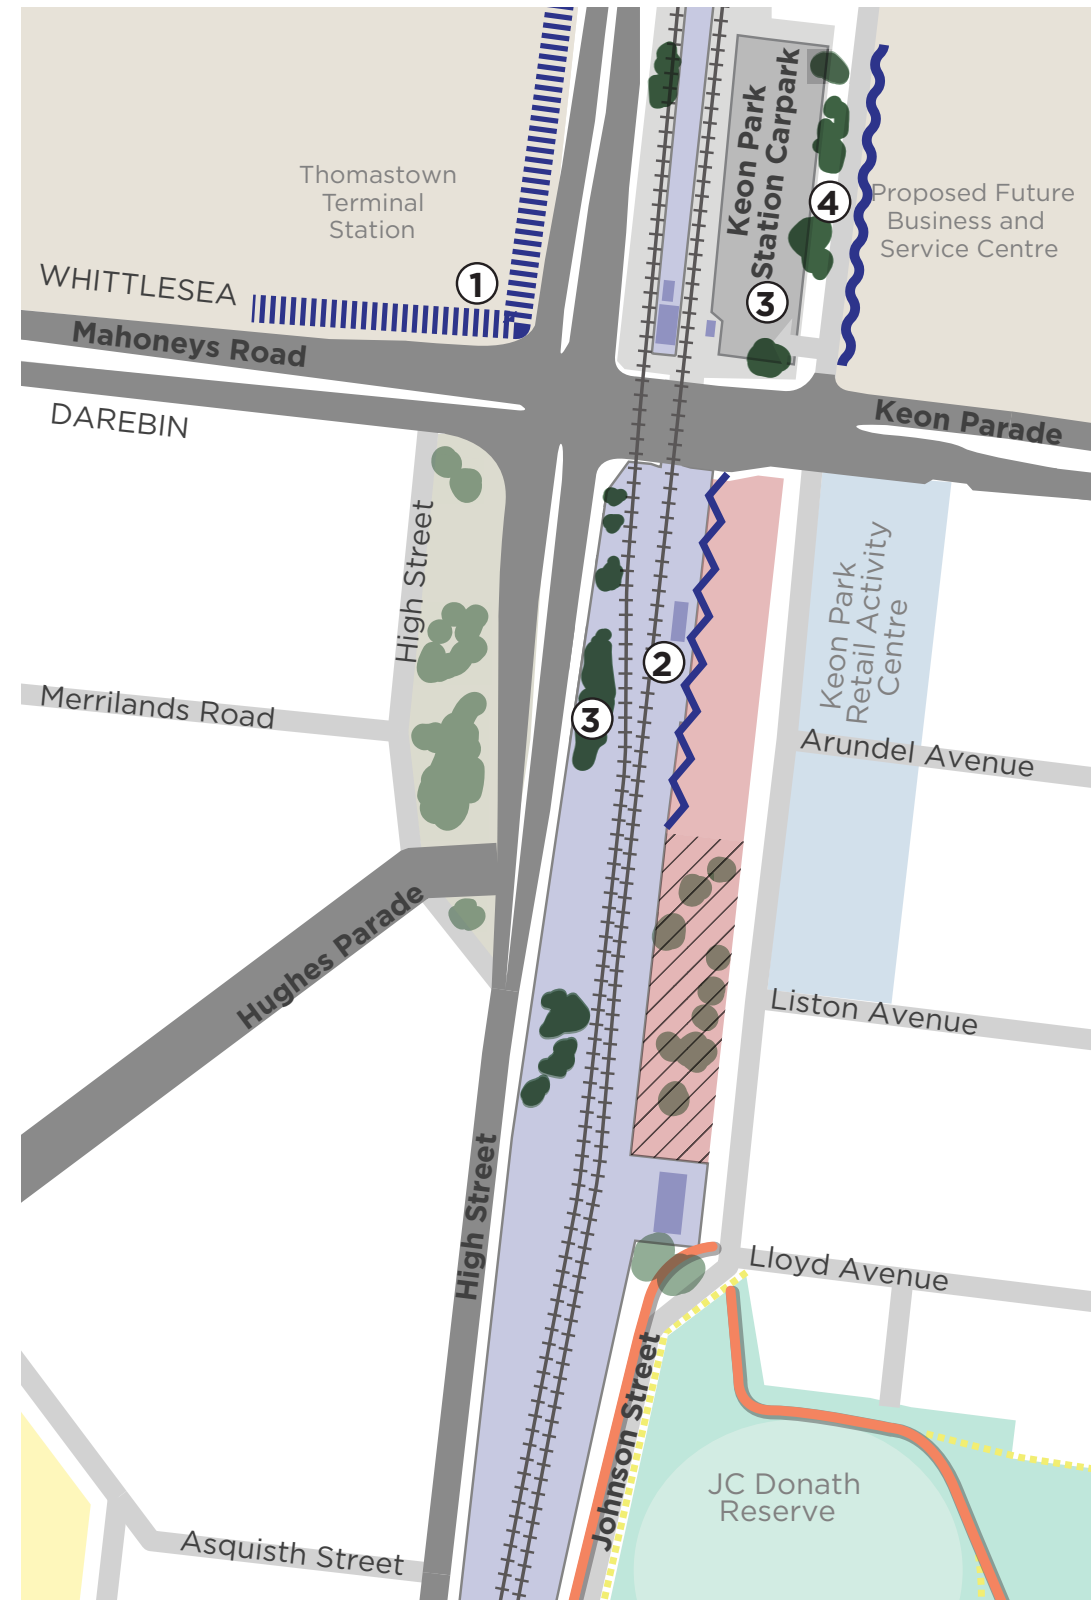 Keon Park
Station Carpark
Thomastown
Terminal
Station
4
Proposed Future
Business and
Service Centre
WHITTLESEA
1
3
Mahoneys Road
DAREBIN
Keon Parade
High Street
Keon Park
Retail Activity
Centre
2
Merrilands Road
3
Arundel Avenue
Hughes Parade
Liston Avenue
High Street
Lloyd Avenue
Johnson Street
JC Donath
Reserve
Asquisth Street